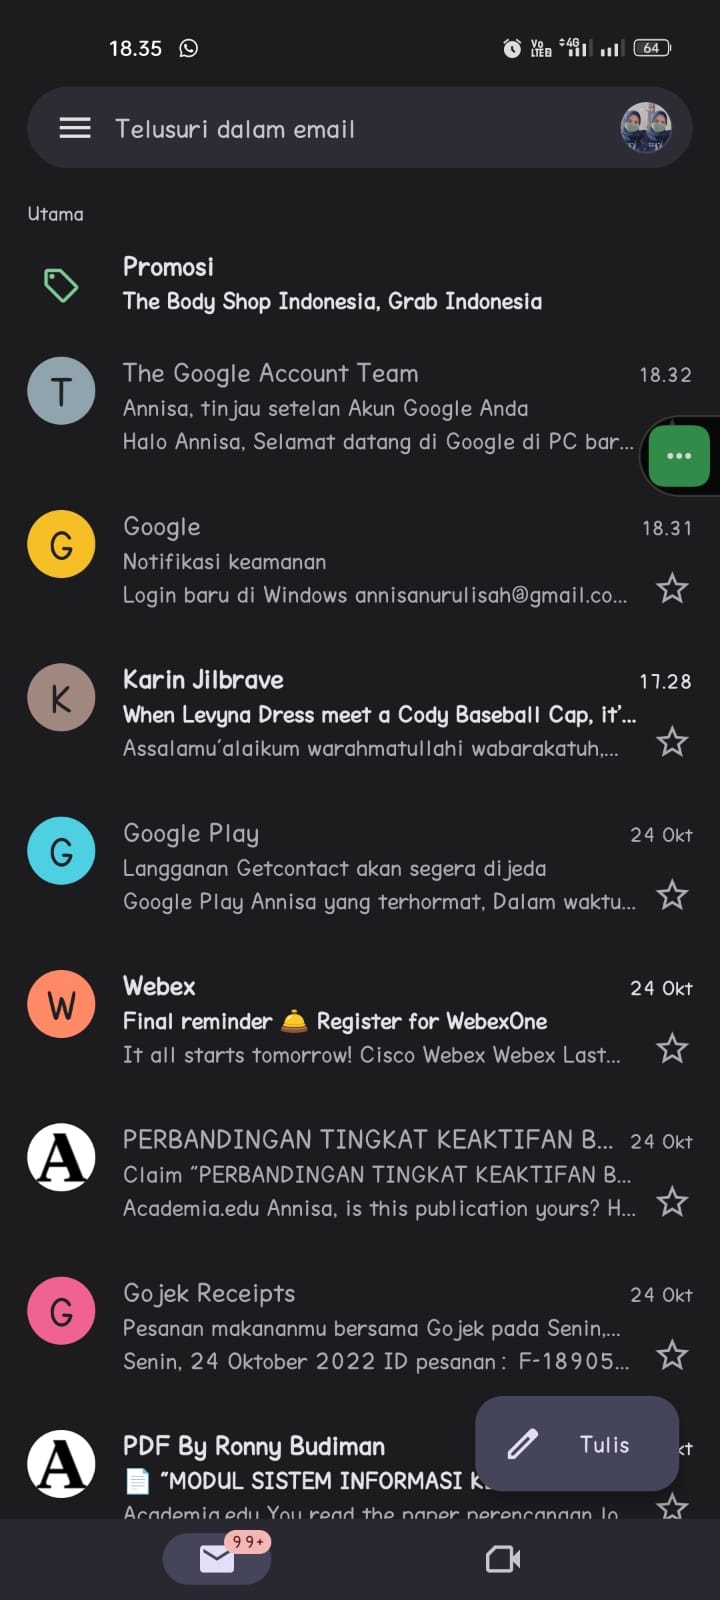 18.35
Vo LTE 2 4G 64
Telusuri dalam email
Utama
Promosi
The Body Shop Indonesia, Grab Indonesia
T
The Google Account Team 18.32
Annisa, tinjau setelan Akun Google Anda
Halo Annisa, Selamat datang di Google di PC bar...
G
Google 18.31
Notifikasi keamanan
Login baru di Windows annisanurulisah@gmail.co...
K
Karin Jilbrave 17.28
When Levyna Dress meet a Cody Baseball Cap, it'...
Assalamu'alaikum warahmatullahi wabarakatuh,...
G
Google Play 24 Okt
Langganan Getcontact akan segera dijeda
Google Play Annisa yang terhormat, Dalam waktu...
W
Webex 24 Okt
Final reminder 🛎️ Register for WebexOne
It all starts tomorrow! Cisco Webex Webex Last...
A
PERBANDINGAN TINGKAT KEAKTIFAN B... 24 Okt
Claim "PERBANDINGAN TINGKAT KEAKTIFAN B...
Academia.edu Annisa, is this publication yours? H...
G
Gojek Receipts 24 Okt
Pesanan makananmu bersama Gojek pada Senin,...
Senin, 24 Oktober 2022 ID pesanan: F-18905...
A
PDF By Ronny Budiman
📄 "MODUL SISTEM INFORMASI
Academia.edu You read the paper perencanaan
Tulis
99+